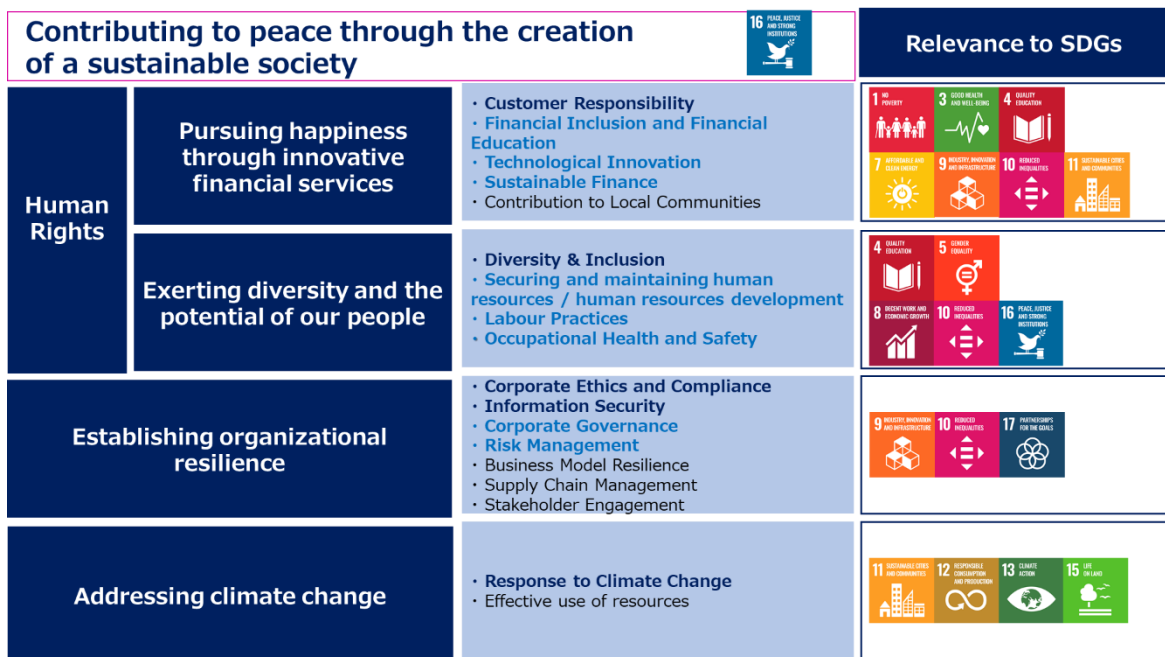 Contributing to peace through the creation
of a sustainable society
16 PEACE, JUSTICE
AND STRONG
INSTITUTIONS
Relevance to SDGs
Human
Rights
Pursuing happiness
through innovative
financial services
・Customer Responsibility
・Financial Inclusion and Financial
Education
・Technological Innovation
・Sustainable Finance
・Contribution to Local Communities
1 NO
POVERTY
3 GOOD HEALTH
AND WELL-BEING
4 QUALITY
EDUCATION
7 AFFORDABLE AND
CLEAN ENERGY
9 INDUSTRY, INNOVATION
AND INFRASTRUCTURE
10 REDUCED
INEQUALITIES
11 SUSTAINABLE CITIES
AND COMMUNITIES
Exerting diversity and the
potential of our people
・Diversity & Inclusion
・Securing and maintaining human
resources / human resources development
・Labour Practices
・Occupational Health and Safety
4 QUALITY
EDUCATION
5 GENDER
EQUALITY
8 DECENT WORK AND
ECONOMIC GROWTH
10 REDUCED
INEQUALITIES
16 PEACE, JUSTICE
AND STRONG
INSTITUTIONS
Establishing organizational
resilience
・Corporate Ethics and Compliance
・Information Security
・Corporate Governance
・Risk Management
・Business Model Resilience
・Supply Chain Management
・Stakeholder Engagement
9 INDUSTRY, INNOVATION
AND INFRASTRUCTURE
10 REDUCED
INEQUALITIES
17 PARTNERSHIPS
FOR THE GOALS
Addressing climate change
・Response to Climate Change
・Effective use of resources
11 SUSTAINABLE CITIES
AND COMMUNITIES
12 RESPONSIBLE
CONSUMPTION
AND PRODUCTION
13 CLIMATE
ACTION
15 LIFE
ON LAND